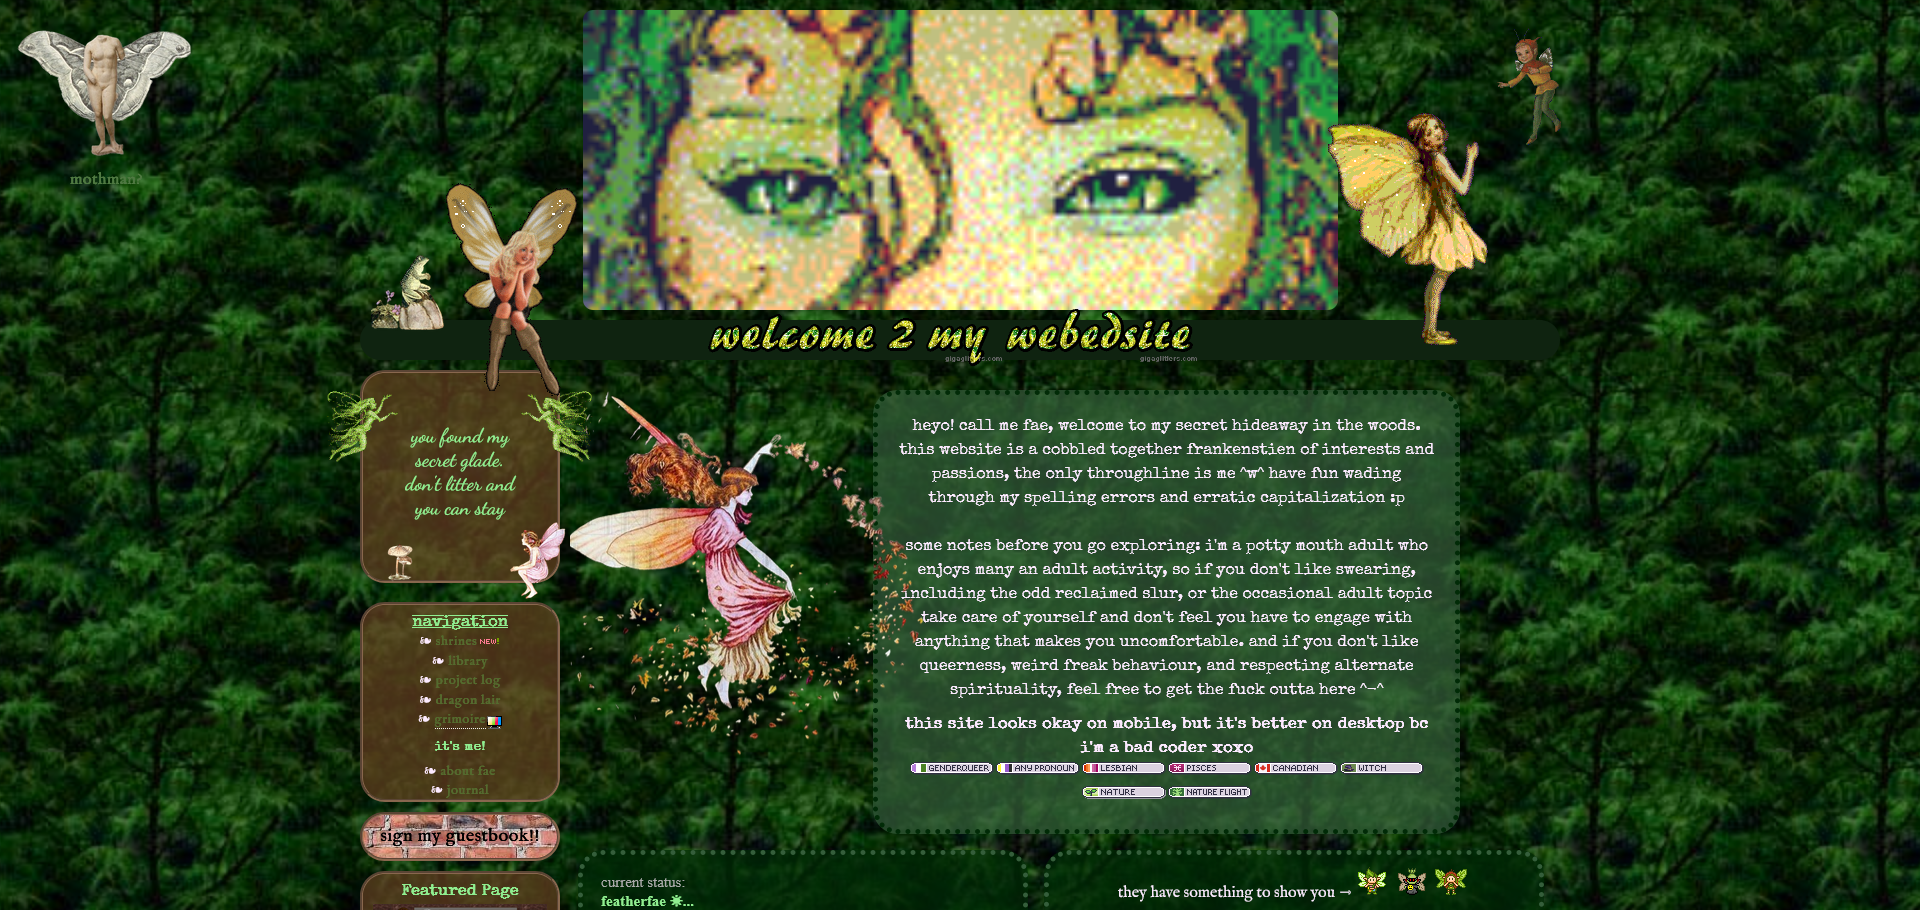 mothman?
welcome 2 my webedsite
gigaglitters.com gigaglitters.com
you found my
secret glade.
don't litter and
you can stay
navigation
shrines NEW!
library
project log
dragon lair
grimoire
it's me!
about fae
journal
sign my guestbook!!
Featured Page
heyo! call me fae, welcome to my secret hideaway in the woods.
this website is a cobbled together frankenstien of interests and
passions, the only throughline is me ^w^ have fun wading
through my spelling errors and erratic capitalization :p
some notes before you go exploring: i'm a potty mouth adult who
enjoys many an adult activity, so if you don't like swearing,
including the odd reclaimed slur, or the occasional adult topic
take care of yourself and don't feel you have to engage with
anything that makes you uncomfortable. and if you don't like
queerness, weird freak behaviour, and respecting alternate
spirituality, feel free to get the fuck outta here ^-^
this site looks okay on mobile, but it's better on desktop bc
i'm a bad coder xoxo
GENDERQUEER ANY PRONOUN LESBIAN PISCES CANADIAN WITCH
NATURE NATURE FLIGHT
current status:
featherfae ☀...
they have something to show you →